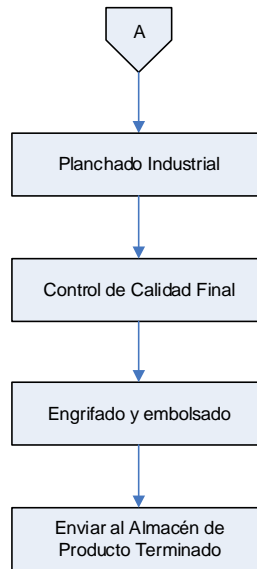 A
Planchado Industrial
Control de Calidad Final
Engrifado y embolsado
Enviar al Almacén de
Producto Terminado